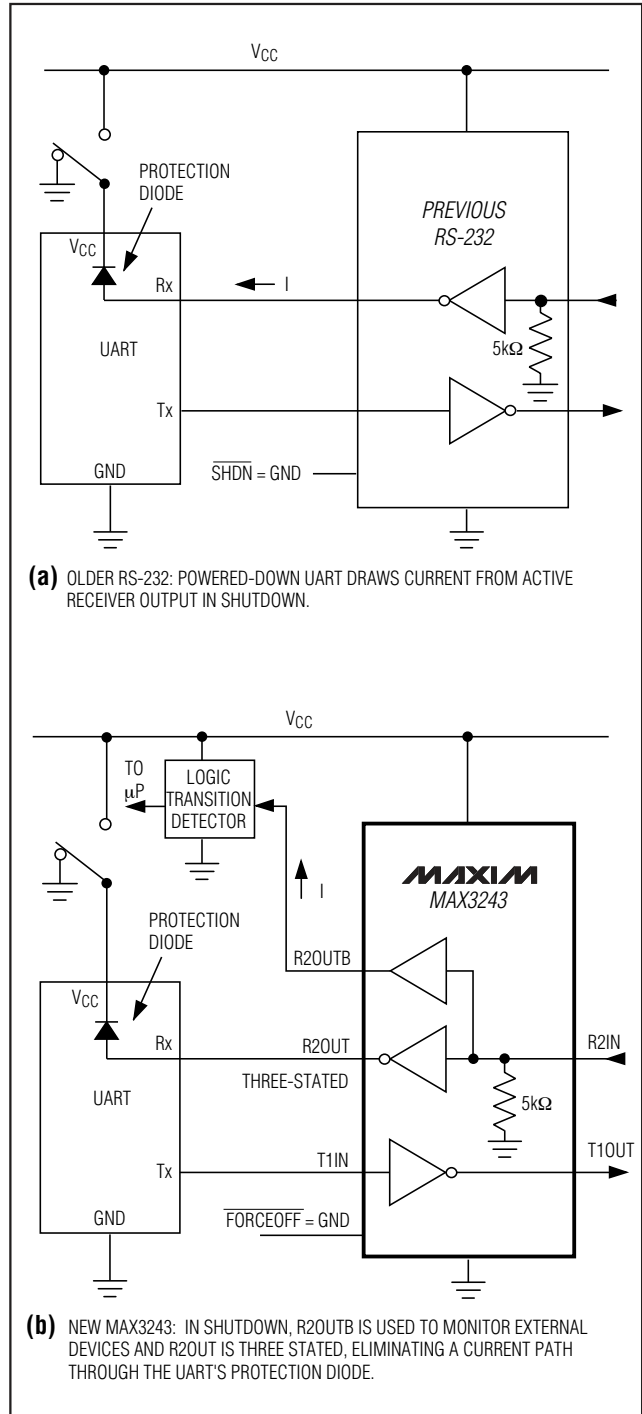 VCC
PROTECTION
DIODE
PREVIOUS
RS-232
VCC
Rx
I
UART
5kΩ
Tx
GND
SHDN = GND
(a) OLDER RS-232: POWERED-DOWN UART DRAWS CURRENT FROM ACTIVE
RECEIVER OUTPUT IN SHUTDOWN.
VCC
TO
µP
LOGIC
TRANSITION
DETECTOR
I
MAXIM
MAX3243
PROTECTION
DIODE
R2OUTB
VCC
Rx
R2OUT
R2IN
THREE-STATED
UART
5kΩ
Tx
T1IN
T1OUT
GND
FORCEOFF = GND
(b) NEW MAX3243: IN SHUTDOWN, R2OUTB IS USED TO MONITOR EXTERNAL
DEVICES AND R2OUT IS THREE STATED, ELIMINATING A CURRENT PATH
THROUGH THE UART'S PROTECTION DIODE.